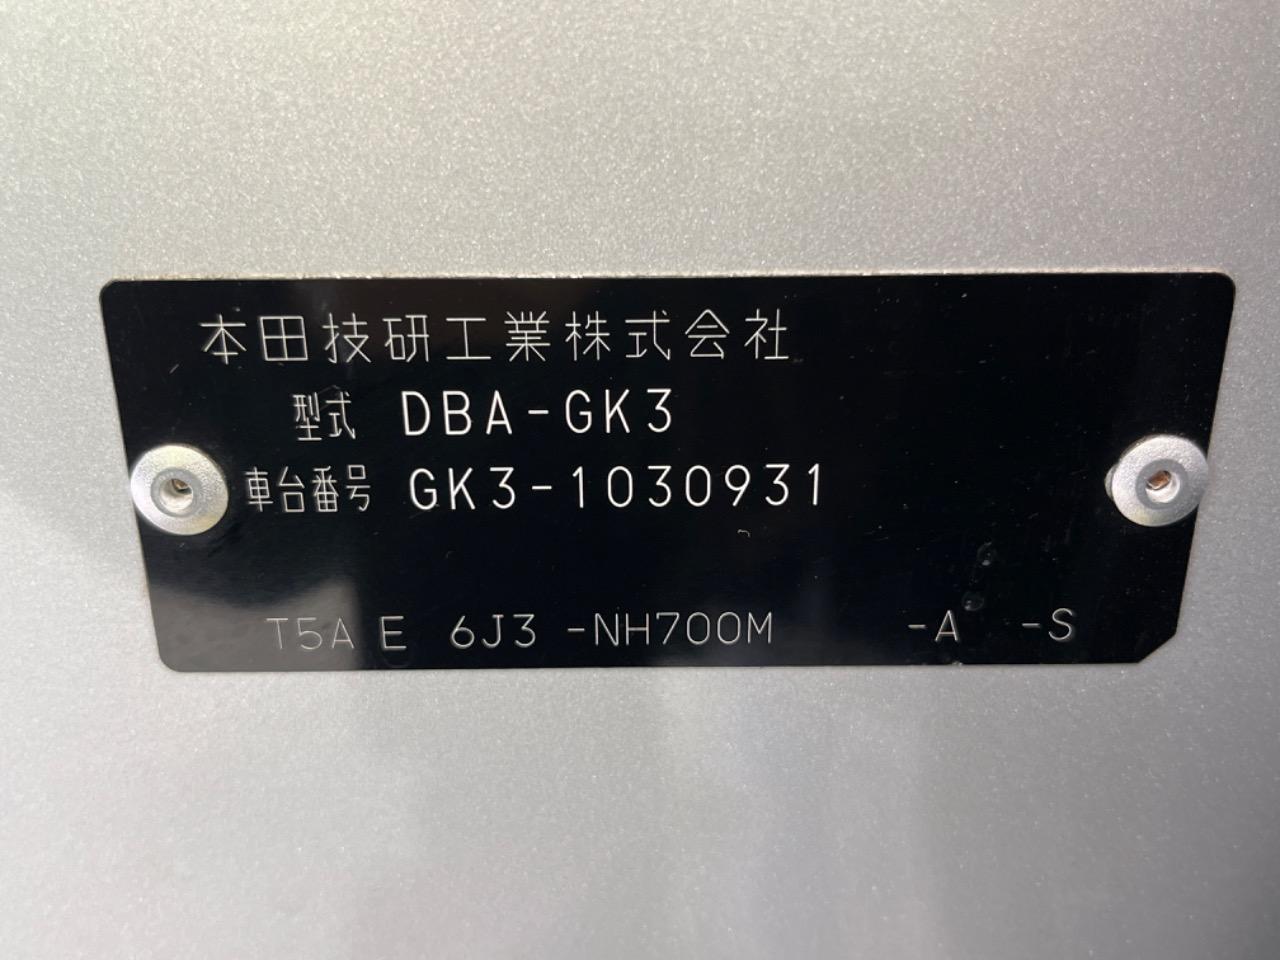 本田技研工業株式会社
型式 DBA-GK3
車台番号 GK3-1030931
T5A E 6J3 -NH700M -A -S